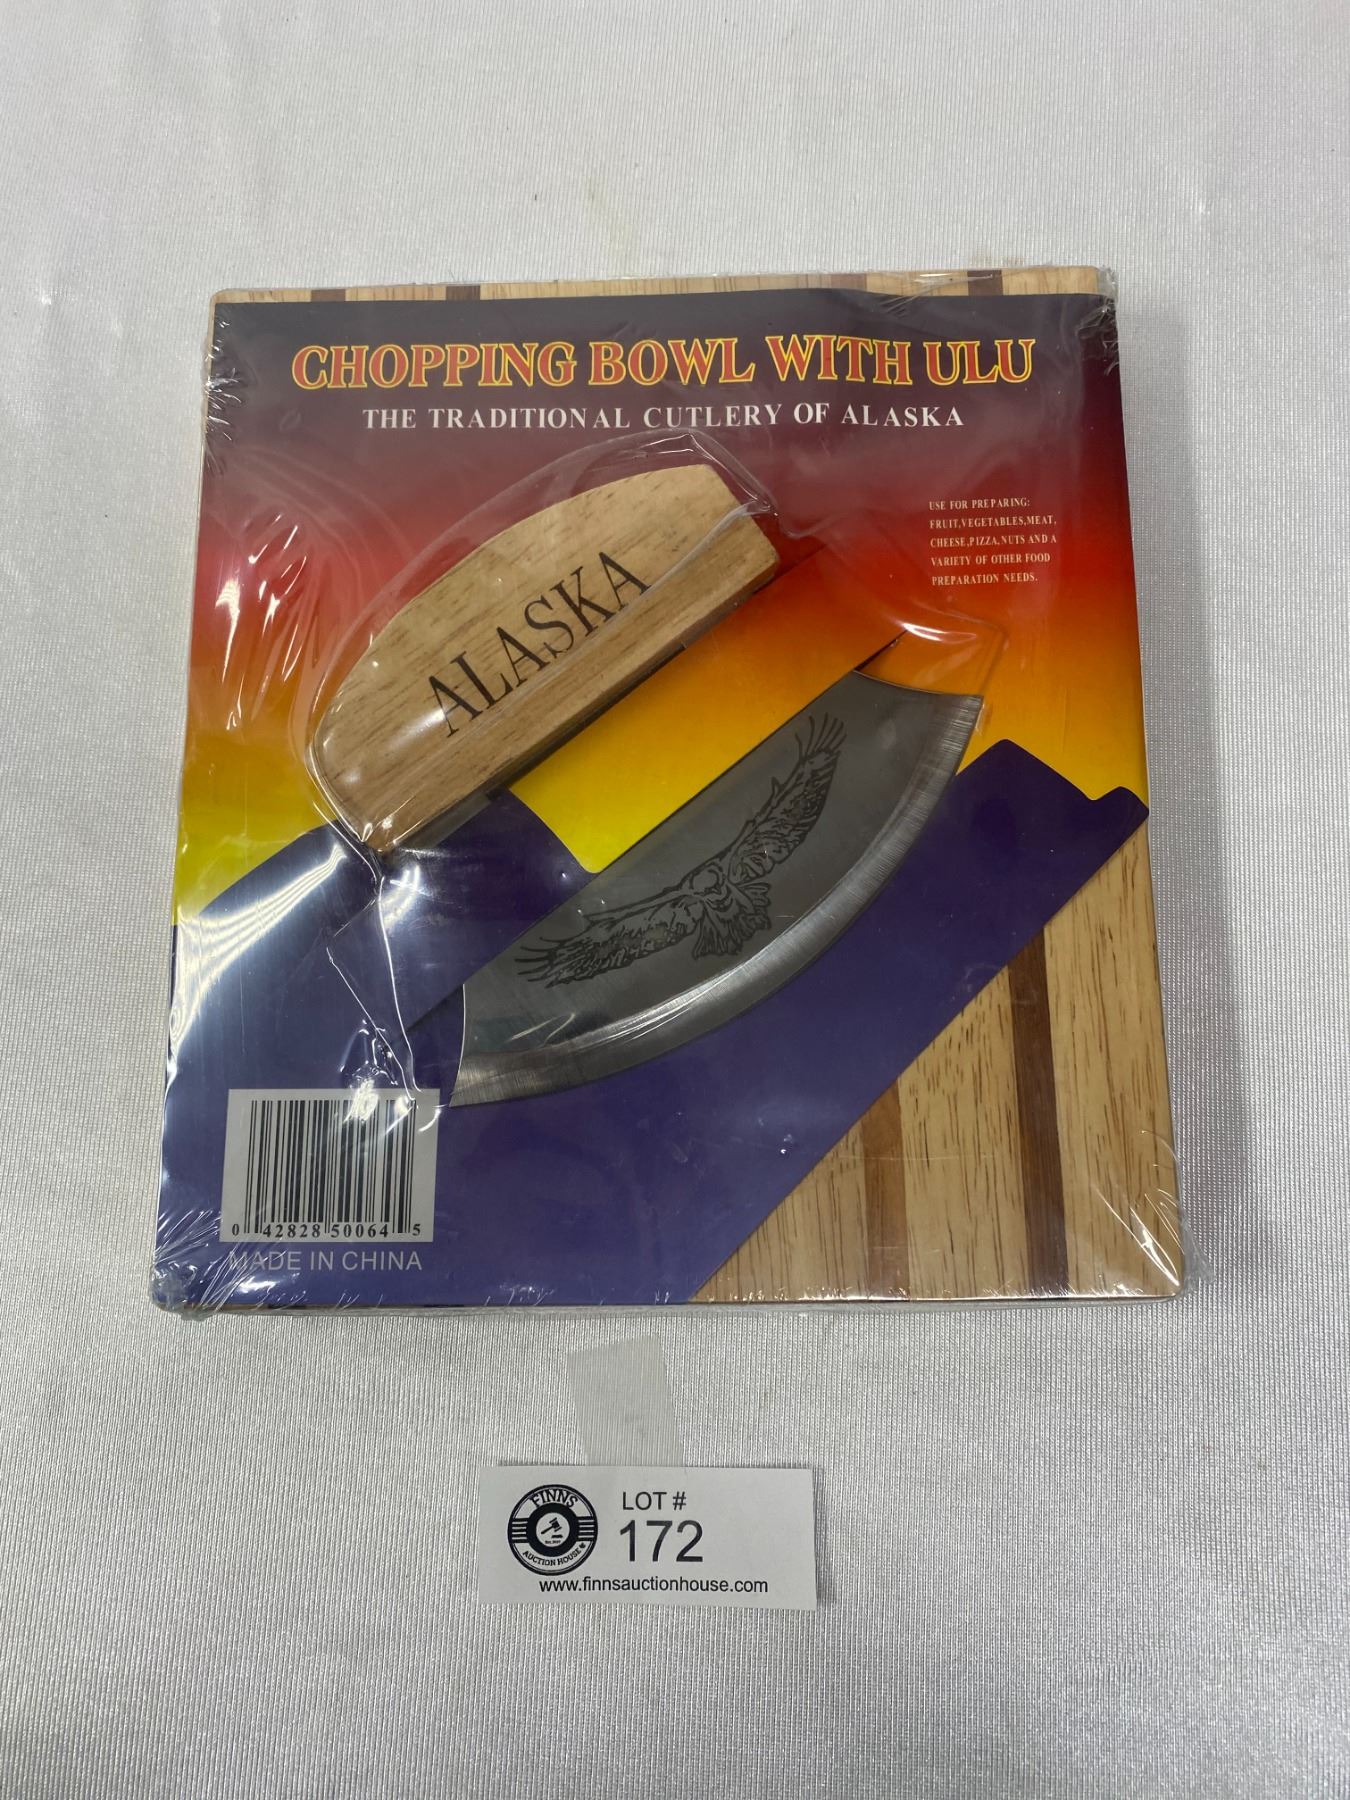 CHOPPING BOWL WITH ULU
THE TRADITIONAL CUTLERY OF ALASKA
USE FOR PREPARING:
FRUIT,VEGETABLES,MEAT,
CHEESE,PIZZA,NUTS AND A
VARIETY OF OTHER FOOD
PREPARATION NEEDS.
ALASKA
0 42828 50064 5
MADE IN CHINA
FINNS
AUCTION HOUSE
LOT #
172
www.finnsauctionhouse.com